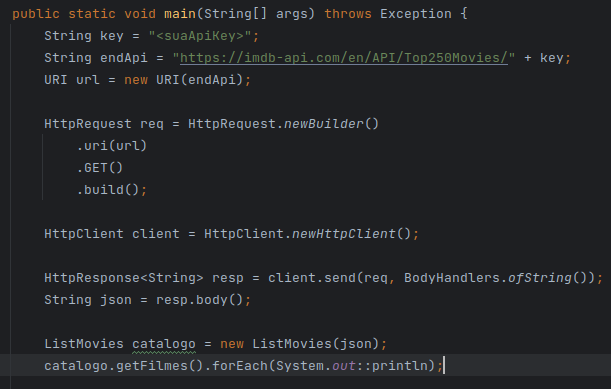 public static void main(String[] args) throws Exception {
String key = "<suaApiKey>";
String endApi = "https://imdb-api.com/en/API/Top250Movies/" + key;
URI url = new URI(endApi);
HttpRequest req = HttpRequest.newBuilder()
.uri(url)
.GET()
.build();
HttpClient client = HttpClient.newHttpClient();
HttpResponse<String> resp = client.send(req, BodyHandlers.ofString());
String json = resp.body();
ListMovies catalogo = new ListMovies(json);
catalogo.getFilmes().forEach(System.out::println);